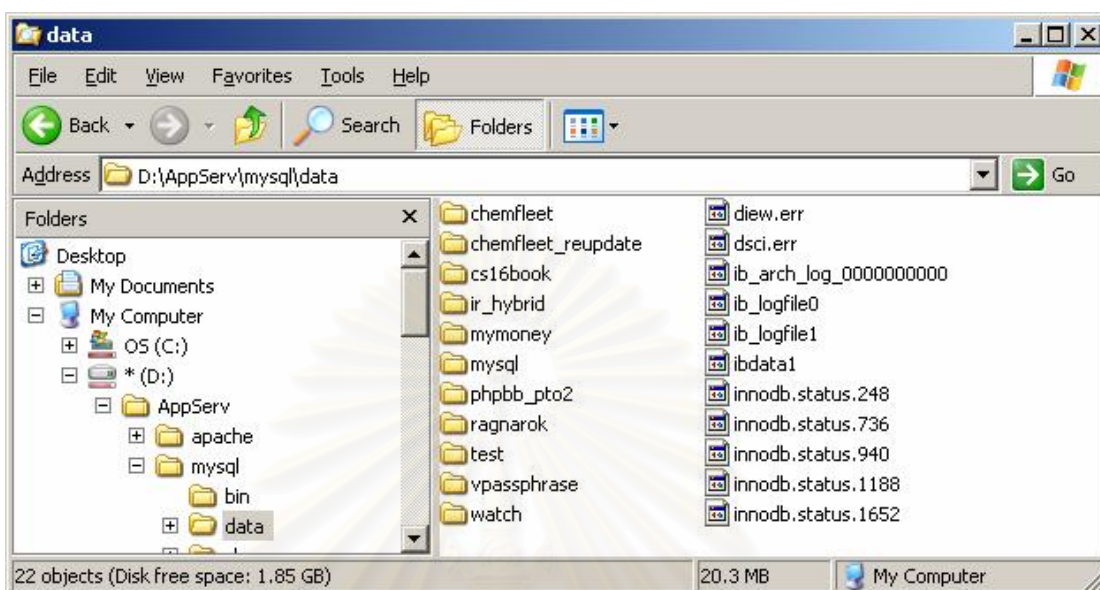 data
File Edit View Favorites Tools Help
Back Search Folders
Address D:\AppServ\mysql\data Go
Folders
Desktop
My Documents
My Computer
OS (C:)
* (D:)
AppServ
apache
mysql
bin
data
chemfleet
chemfleet_reupdate
cs16book
ir_hybrid
mymoney
mysql
phpbb_pto2
ragnarok
test
vpassphrase
watch
diew.err
dsci.err
ib_arch_log_0000000000
ib_logfile0
ib_logfile1
ibdata1
innodb.status.248
innodb.status.736
innodb.status.940
innodb.status.1188
innodb.status.1652
22 objects (Disk free space: 1.85 GB) 20.3 MB My Computer